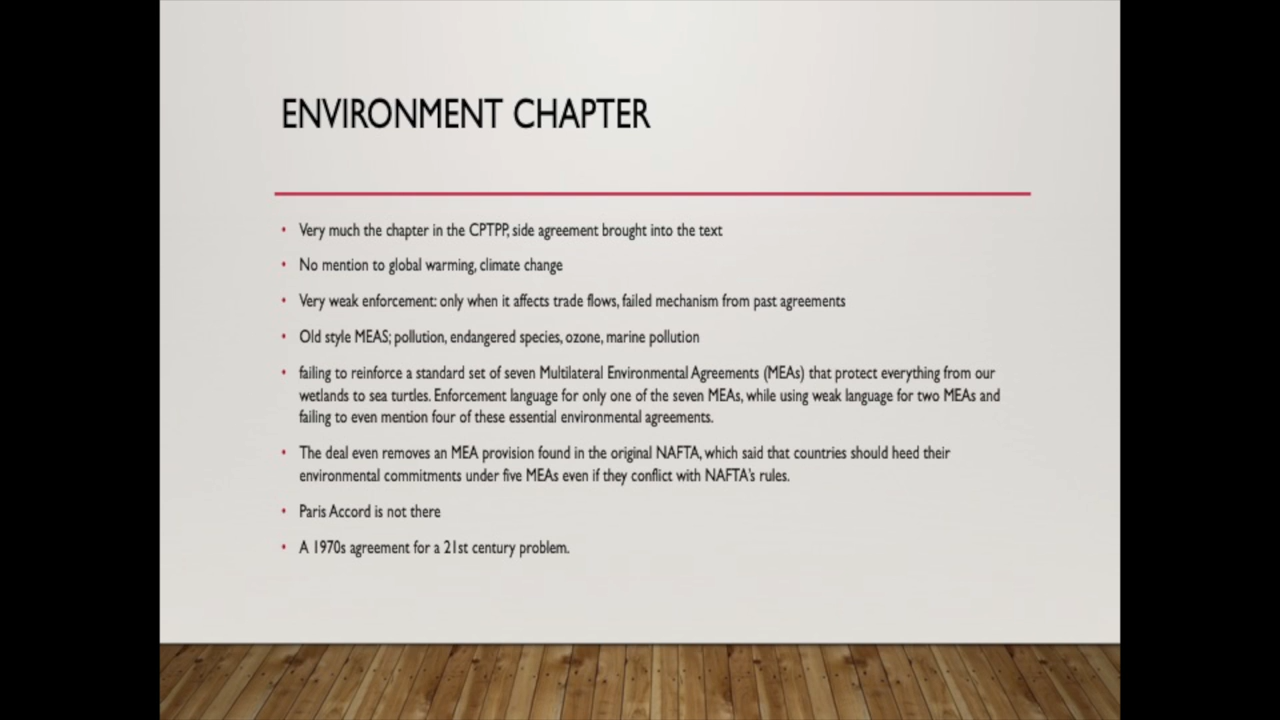 ENVIRONMENT CHAPTER
• Very much the chapter in the CPTPP, side agreement brought into the text
• No mention to global warming, climate change
• Very weak enforcement: only when it affects trade flows, failed mechanism from past agreements
• Old style MEAS; pollution, endangered species, ozone, marine pollution
• failing to reinforce a standard set of seven Multilateral Environmental Agreements (MEAs) that protect everything from our
wetlands to sea turtles. Enforcement language for only one of the seven MEAs, while using weak language for two MEAs and
failing to even mention four of these essential environmental agreements.
• The deal even removes an MEA provision found in the original NAFTA, which said that countries should heed their
environmental commitments under five MEAs even if they conflict with NAFTA's rules.
• Paris Accord is not there
• A 1970s agreement for a 21st century problem.